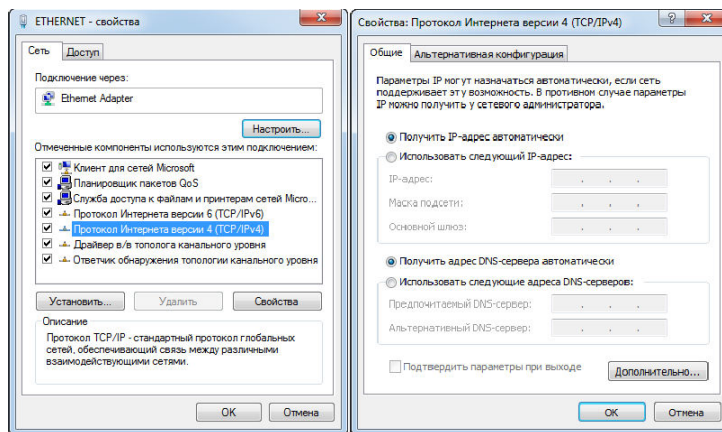 ETHERNET - свойства
Сеть
Доступ
Подключение через:
Ethernet Adapter
Настроить...
Отмеченные компоненты используются этим подключением:
Клиент для сетей Microsoft
Планировщик пакетов QoS
Служба доступа к файлам и принтерам сетей Micro...
Протокол Интернета версии 6 (TCP/IPv6)
Протокол Интернета версии 4 (TCP/IPv4)
Драйвер в/в тополога канального уровня
Ответчик обнаружения топологии канального уровня
Установить...
Удалить
Свойства
Описание
Протокол TCP/IP - стандартный протокол глобальных
сетей, обеспечивающий связь между различными
взаимодействующими сетями.
OK
Отмена
Свойства: Протокол Интернета версии 4 (TCP/IPv4)
Общие
Альтернативная конфигурация
Параметры IP могут назначаться автоматически, если сеть
поддерживает эту возможность. В противном случае параметры
IP можно получить у сетевого администратора.
Получить IP-адрес автоматически
Использовать следующий IP-адрес:
IP-адрес:
Маска подсети:
Основной шлюз:
Получить адрес DNS-сервера автоматически
Использовать следующие адреса DNS-серверов:
Предпочитаемый DNS-сервер:
Альтернативный DNS-сервер:
Подтвердить параметры при выходе
Дополнительно...
OK
Отмена